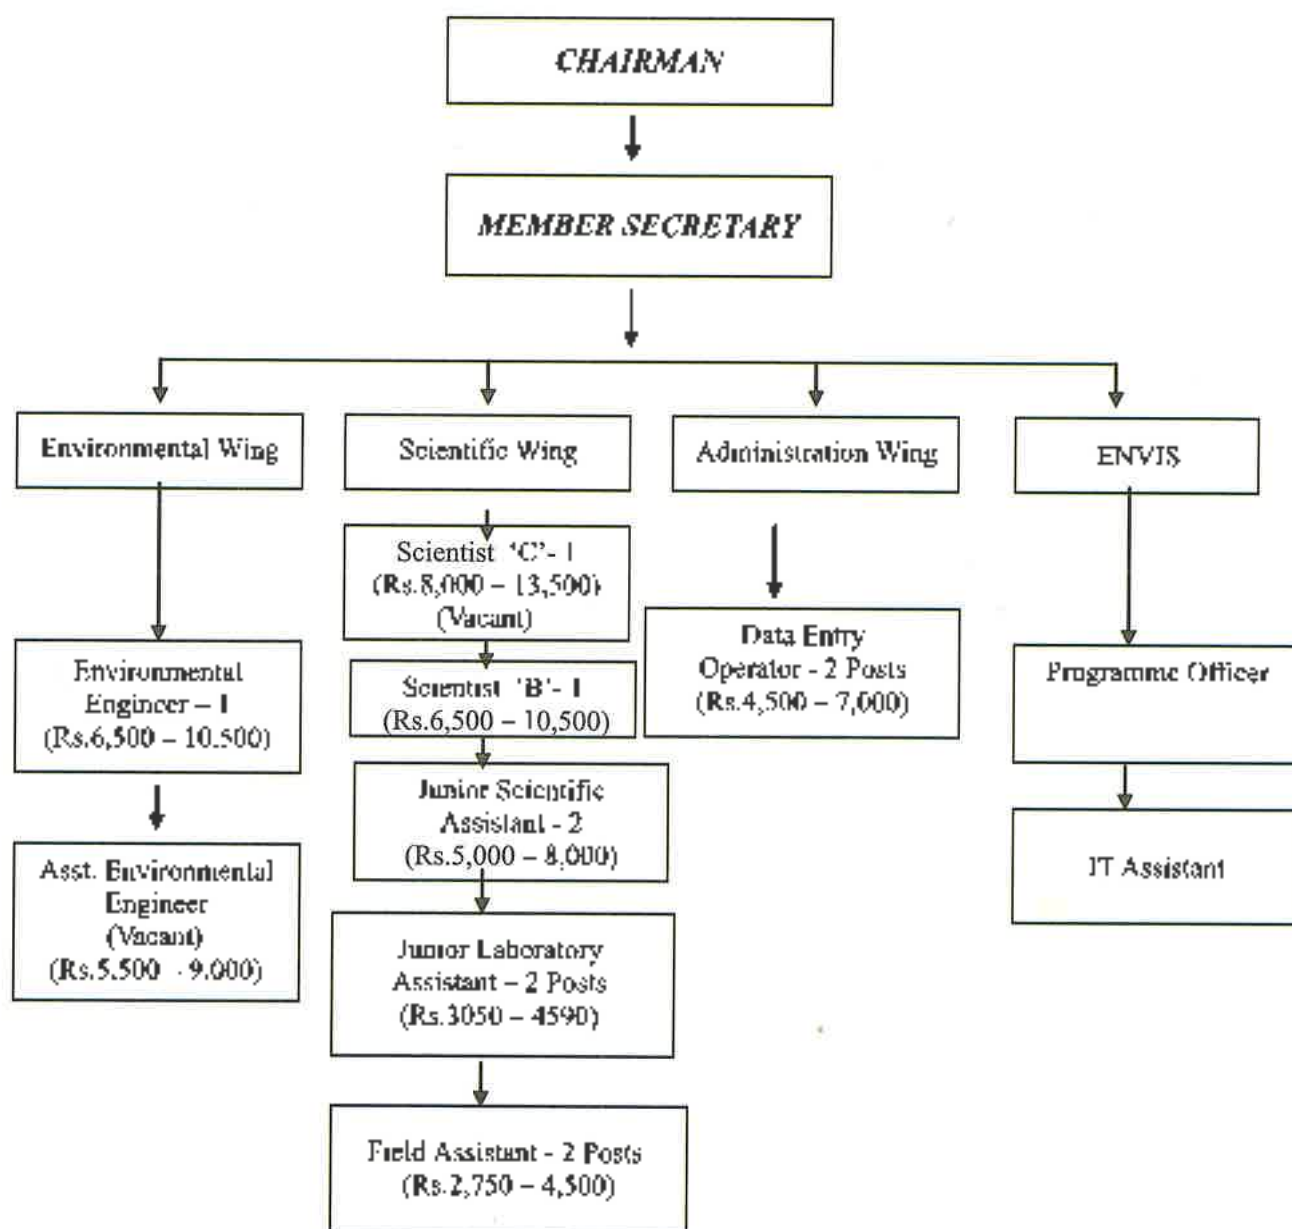 CHAIRMAN
MEMBER SECRETARY
Environmental Wing
Scientific Wing
Administration Wing
ENVIS
Scientist 'C'- 1
(Rs.8,000 – 13,500)
(Vacant)
Data Entry
Operator - 2 Posts
(Rs.4,500 – 7,000)
Environmental
Engineer – 1
(Rs.6,500 – 10.500)
Scientist 'B'- 1
(Rs.6,500 – 10,500)
Programme Officer
Junior Scientific
Assistant - 2
(Rs.5,000 – 8,000)
Asst. Environmental
Engineer
(Vacant)
(Rs.5.500 - 9.000)
IT Assistant
Junior Laboratory
Assistant – 2 Posts
(Rs.3050 – 4590)
Field Assistant - 2 Posts
(Rs.2,750 – 4,500)